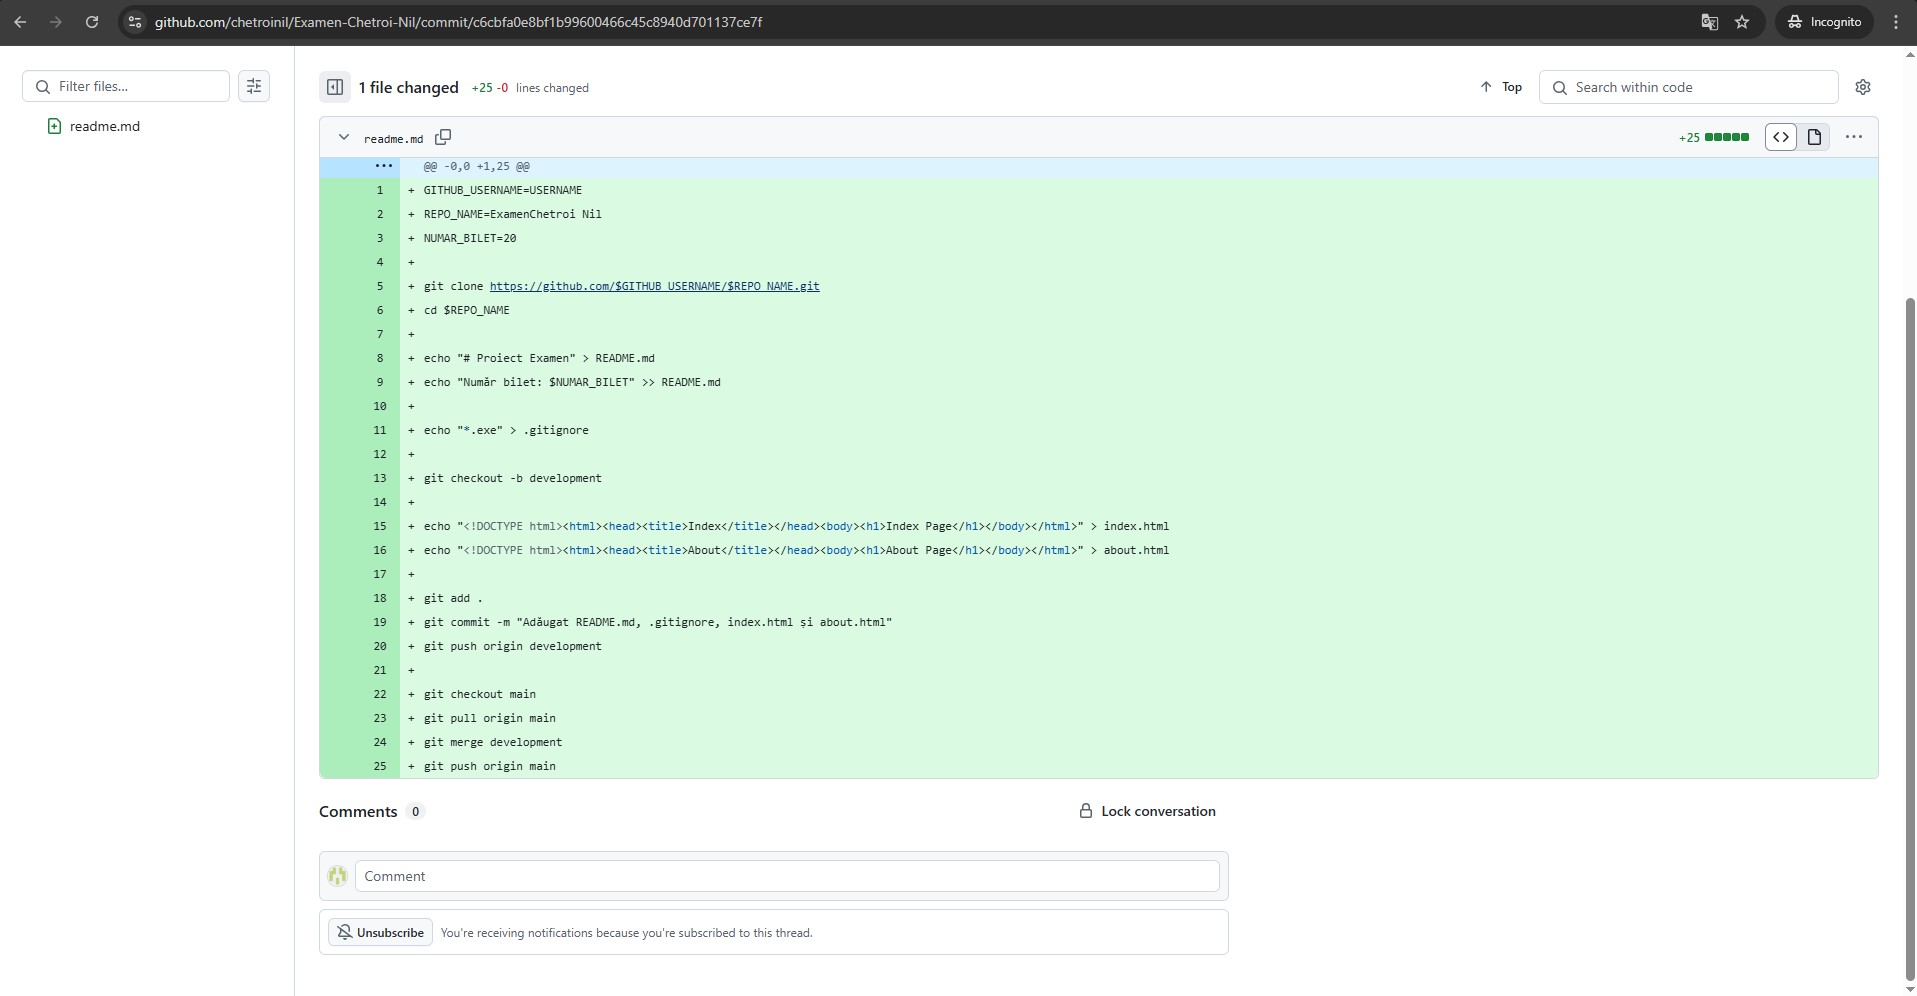 github.com/chetroinil/Examen-Chetroi-Nil/commit/c6cbfa0e8bf1b99600466c45c8940d701137ce7f
Incognito
Filter files...
readme.md
1 file changed +25 -0 lines changed
Top
Search within code
readme.md
+25
@@ -0,0 +1,25 @@
1 + GITHUB_USERNAME=USERNAME
2 + REPO_NAME=ExamenChetroi Nil
3 + NUMAR_BILET=20
4 +
5 + git clone https://github.com/$GITHUB_USERNAME/$REPO_NAME.git
6 + cd $REPO_NAME
7 +
8 + echo "# Proiect Examen" > README.md
9 + echo "Număr bilet: $NUMAR_BILET" >> README.md
10 +
11 + echo "*.exe" > .gitignore
12 +
13 + git checkout -b development
14 +
15 + echo "<!DOCTYPE html><html><head><title>Index</title></head><body><h1>Index Page</h1></body></html>" > index.html
16 + echo "<!DOCTYPE html><html><head><title>About</title></head><body><h1>About Page</h1></body></html>" > about.html
17 +
18 + git add .
19 + git commit -m "Adăugat README.md, .gitignore, index.html și about.html"
20 + git push origin development
21 +
22 + git checkout main
23 + git pull origin main
24 + git merge development
25 + git push origin main
Comments 0
Lock conversation
Comment
Unsubscribe You're receiving notifications because you're subscribed to this thread.